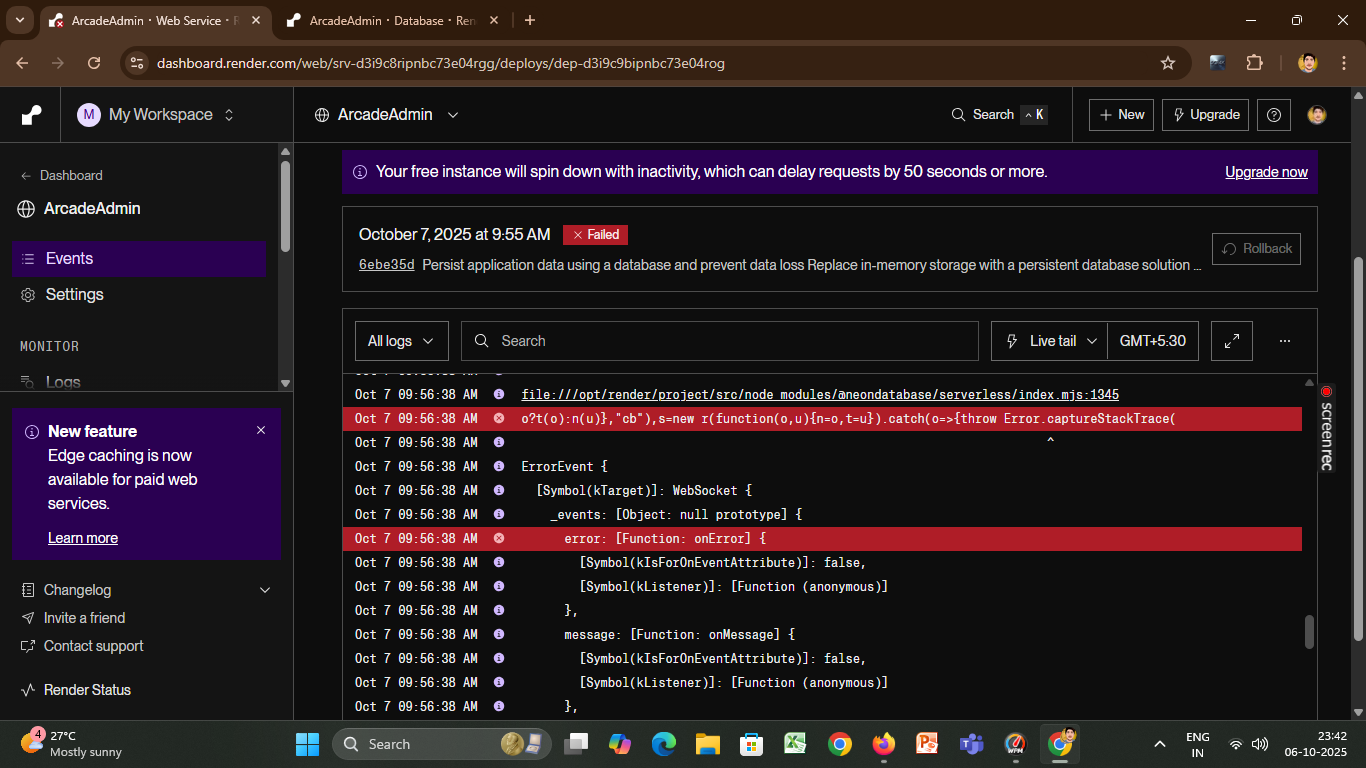 ArcadeAdmin · Web Service · R
ArcadeAdmin · Database · Ren
dashboard.render.com/web/srv-d3i9c8ripnbc73e04rgg/deploys/dep-d3i9c9bipnbc73e04rog
M My Workspace
ArcadeAdmin
Search ^ K
+ New
Upgrade
← Dashboard
ArcadeAdmin
Events
Settings
MONITOR
Logs
New feature
Edge caching is now
available for paid web
services.
Learn more
Changelog
Invite a friend
Contact support
Render Status
Your free instance will spin down with inactivity, which can delay requests by 50 seconds or more.
Upgrade now
October 7, 2025 at 9:55 AM
Failed
6ebe35d Persist application data using a database and prevent data loss Replace in-memory storage with a persistent database solution ...
Rollback
All logs
Search
Live tail
GMT+5:30
Oct 7 09:56:38 AM file:///opt/render/project/src/node_modules/@neondatabase/serverless/index.mjs:1345
Oct 7 09:56:38 AM o?t(o):n(u)},"cb"),s=new r(function(o,u){n=o,t=u}).catch(o=>{throw Error.captureStackTrace(
Oct 7 09:56:38 AM ^
Oct 7 09:56:38 AM ErrorEvent {
Oct 7 09:56:38 AM [Symbol(kTarget)]: WebSocket {
Oct 7 09:56:38 AM _events: [Object: null prototype] {
Oct 7 09:56:38 AM error: [Function: onError] {
Oct 7 09:56:38 AM [Symbol(kIsForOnEventAttribute)]: false,
Oct 7 09:56:38 AM [Symbol(kListener)]: [Function (anonymous)]
Oct 7 09:56:38 AM },
Oct 7 09:56:38 AM message: [Function: onMessage] {
Oct 7 09:56:38 AM [Symbol(kIsForOnEventAttribute)]: false,
Oct 7 09:56:38 AM [Symbol(kListener)]: [Function (anonymous)]
Oct 7 09:56:38 AM },
screenrec
4
27°C
Mostly sunny
Search
WPM
ENG
IN
23:42
06-10-2025